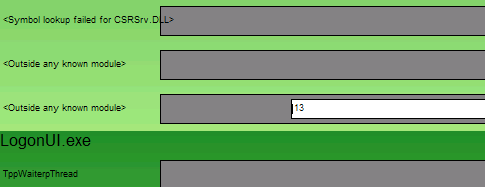 <Symbol lookup failed for CSRSrv.DLL>
<Outside any known module>
<Outside any known module>
13
LogonUI.exe
TppWaiterpThread